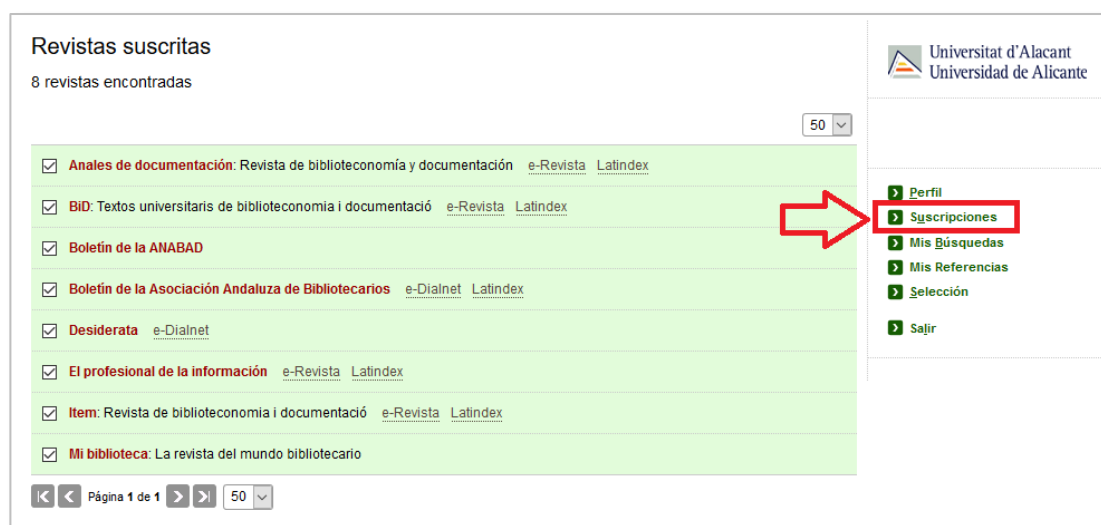 Revistas suscritas
8 revistas encontradas
50
Anales de documentación: Revista de biblioteconomía y documentación e-Revista Latindex
BiD: Textos universitaris de biblioteconomia i documentació e-Revista Latindex
Boletín de la ANABAD
Boletín de la Asociación Andaluza de Bibliotecarios e-Dialnet Latindex
Desiderata e-Dialnet
El profesional de la información e-Revista Latindex
Item: Revista de biblioteconomia i documentació e-Revista Latindex
Mi biblioteca: La revista del mundo bibliotecario
Página 1 de 1 50
Universitat d'Alacant
Universidad de Alicante
Perfil
Suscripciones
Mis Búsquedas
Mis Referencias
Selección
Salir